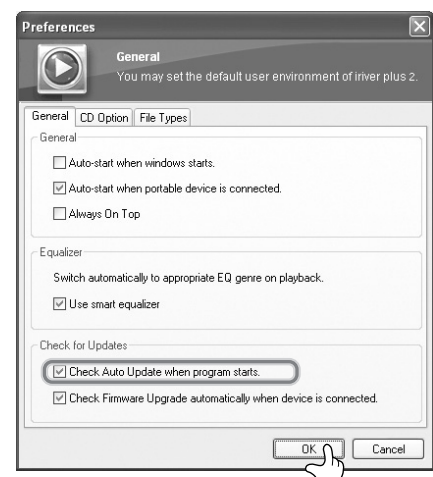 Preferences
General
You may set the default user environment of iriver plus 2.
General CD Option File Types
General
Auto-start when windows starts.
Auto-start when portable device is connected.
Always On Top
Equalizer
Switch automatically to appropriate EQ genre on playback.
Use smart equalizer
Check for Updates
Check Auto Update when program starts.
Check Firmware Upgrade automatically when device is connected.
OK Cancel